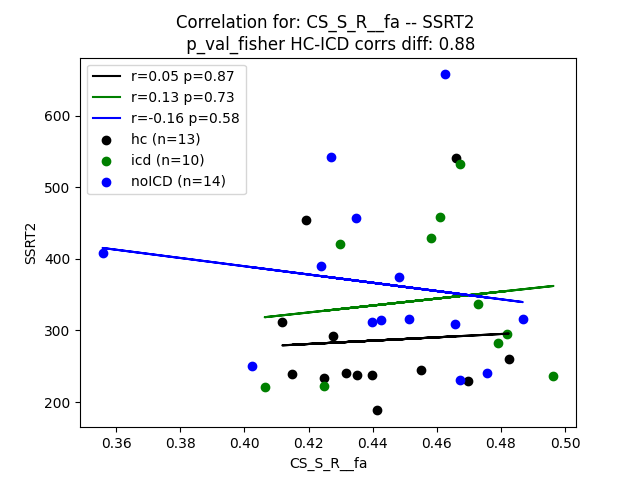 Correlation for: CS_S_R__fa -- SSRT2
p_val_fisher HC-ICD corrs diff: 0.88
r=0.05 p=0.87
r=0.13 p=0.73
r=-0.16 p=0.58
hc (n=13)
icd (n=10)
noICD (n=14)
600
500
400
300
200
SSRT2
0.36 0.38 0.40 0.42 0.44 0.46 0.48 0.50
CS_S_R__fa